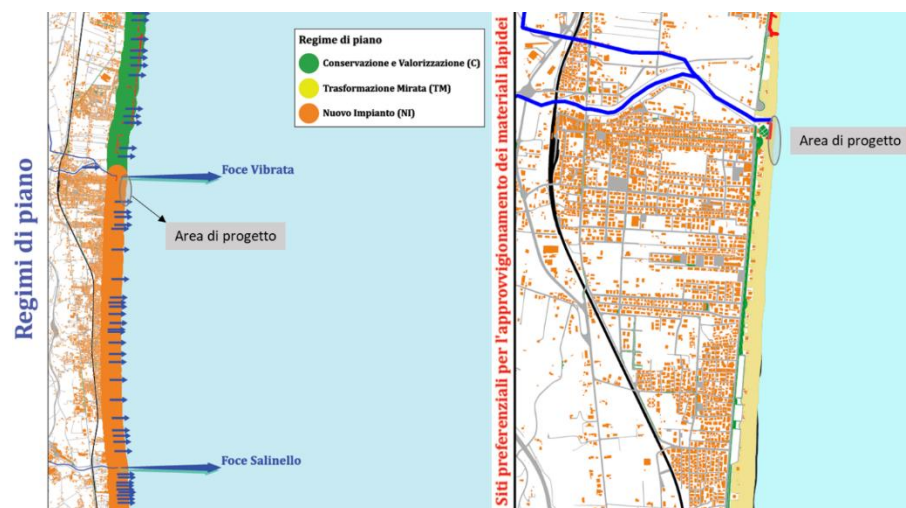 Regimi di piano
Regime di piano
Conservazione e Valorizzazione (C)
Trasformazione Mirata (TM)
Nuovo Impianto (NI)
Foce Vibrata
Area di progetto
Foce Salinello
Siti preferenziali per l'approvvigionamento dei materiali lapidei
Area di progetto